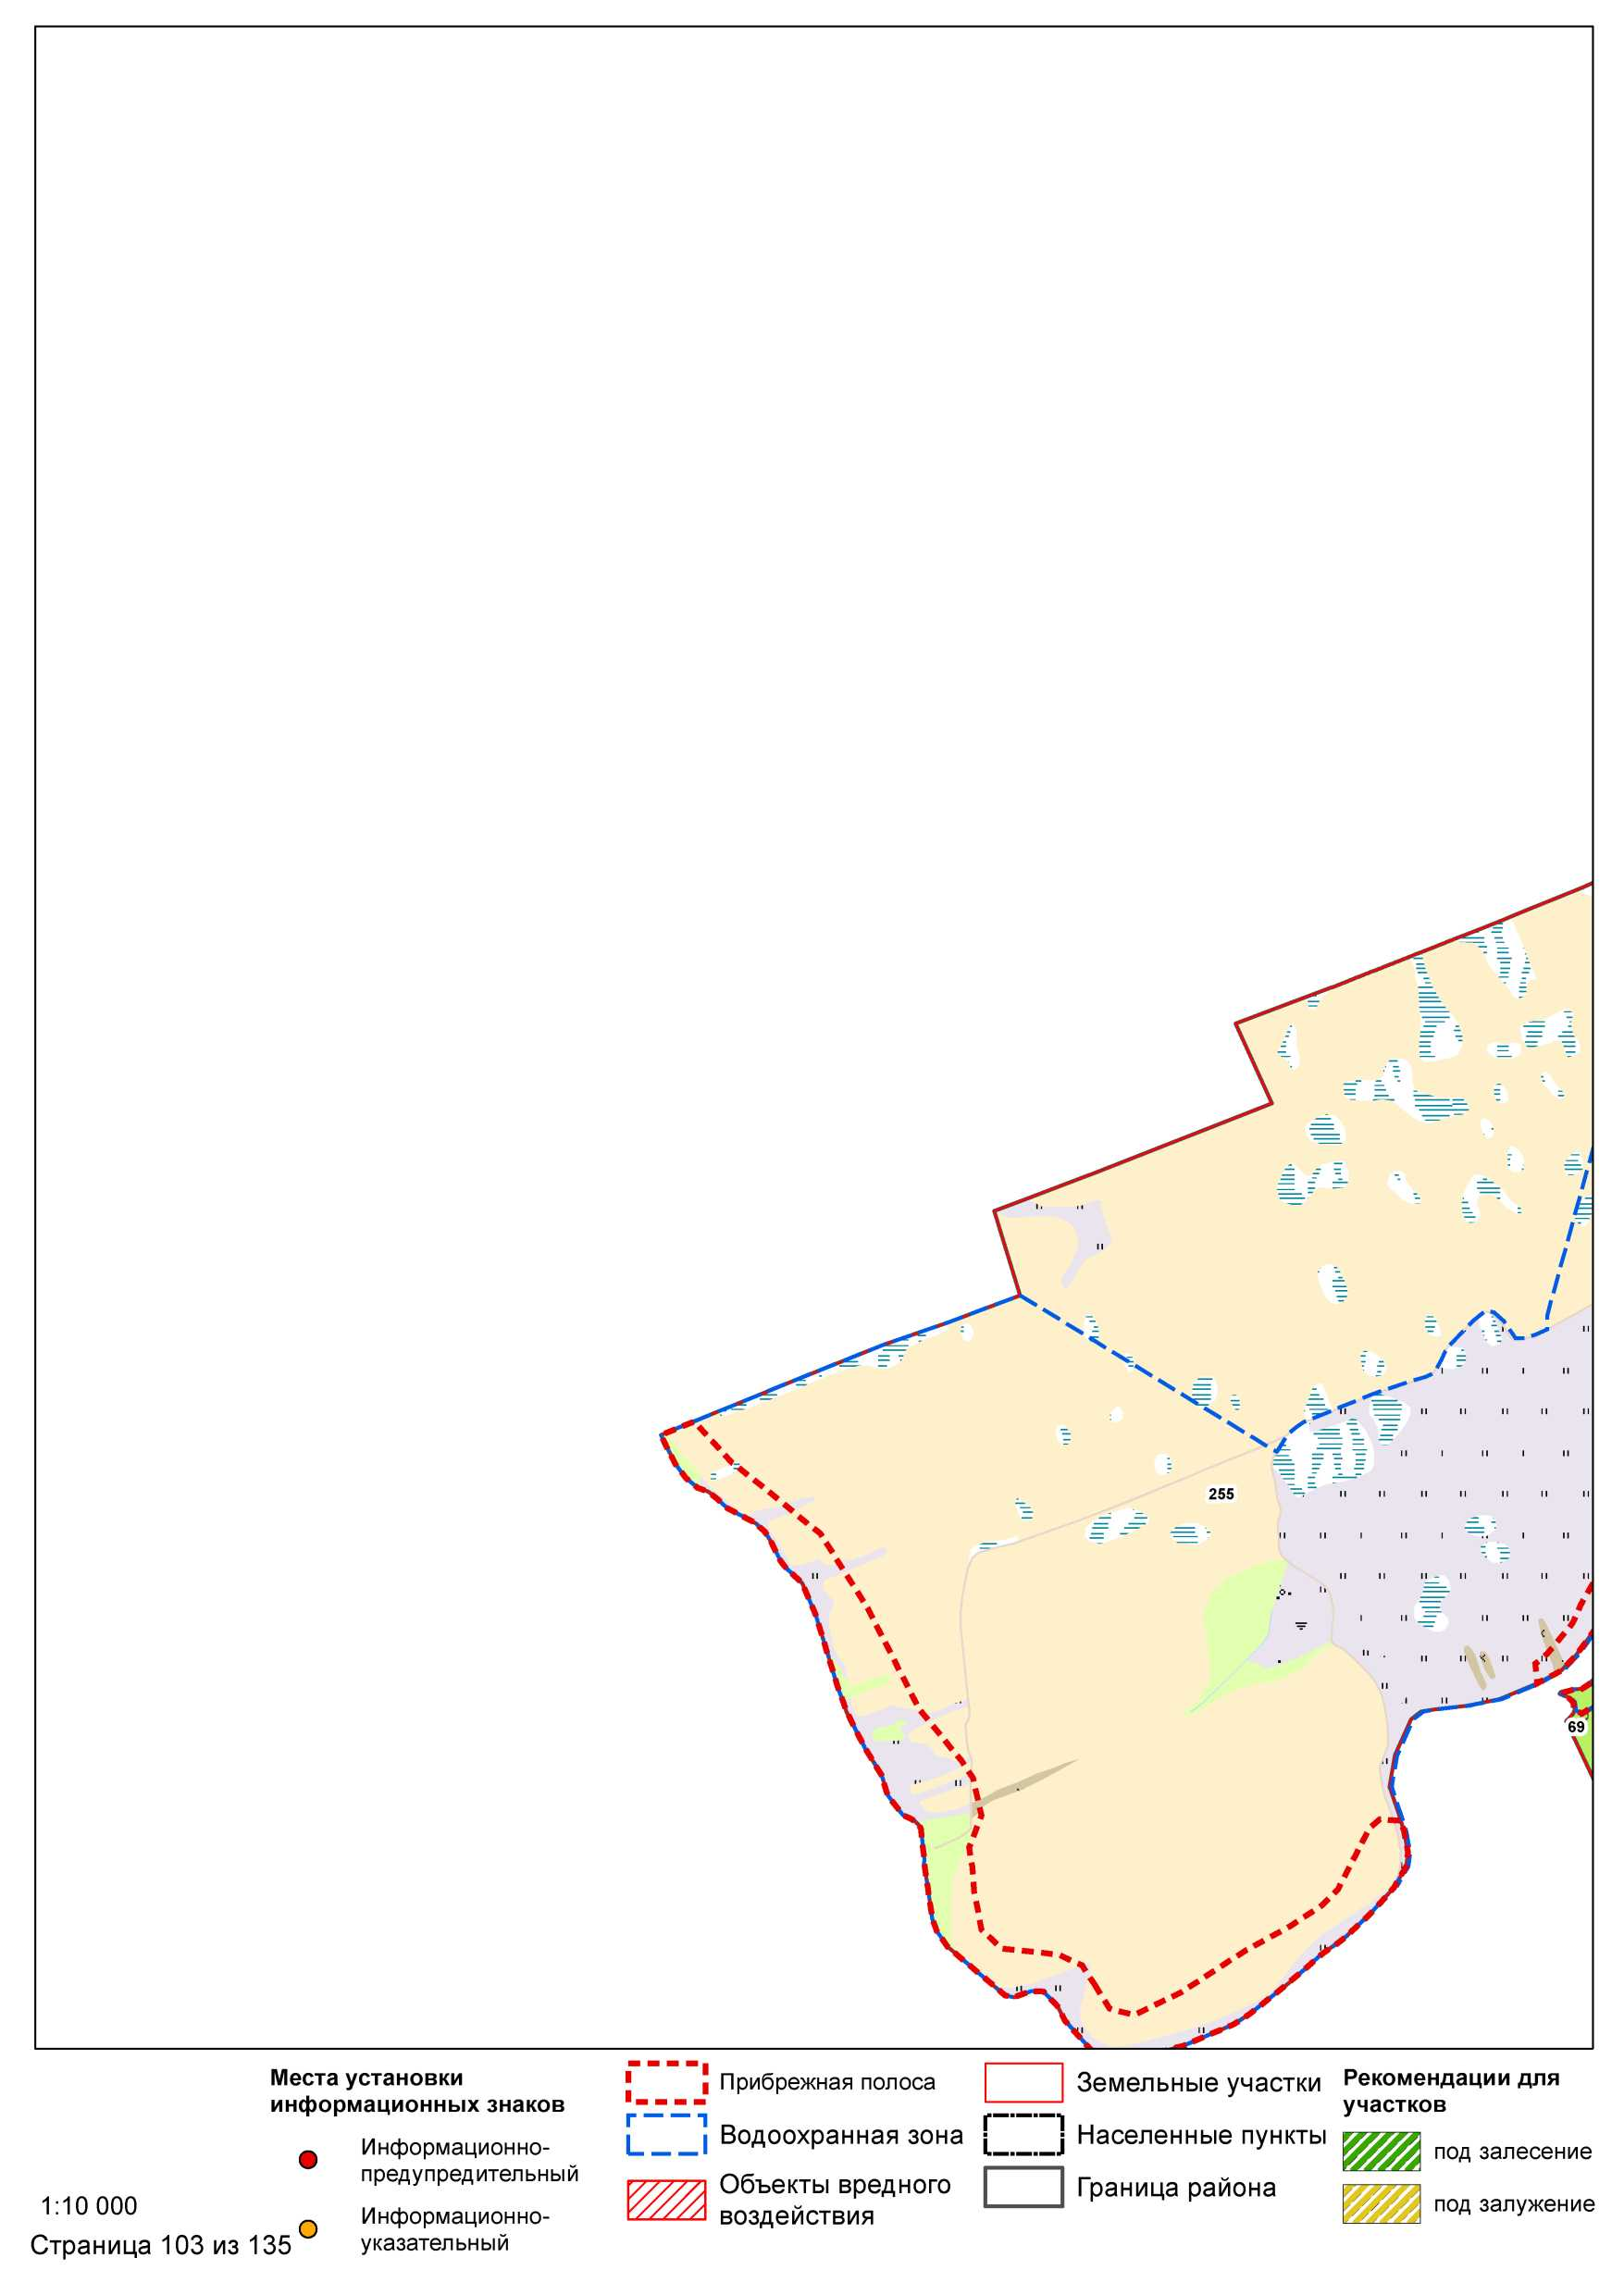 255
69
Места установки
информационных знаков
Информационно-
предупредительный
Информационно-
указательный
Прибрежная полоса
Водоохранная зона
Объекты вредного
воздействия
Земельные участки
Населенные пункты
Граница района
Рекомендации для
участков
под залесение
под залужение
1:10 000
Страница 103 из 135